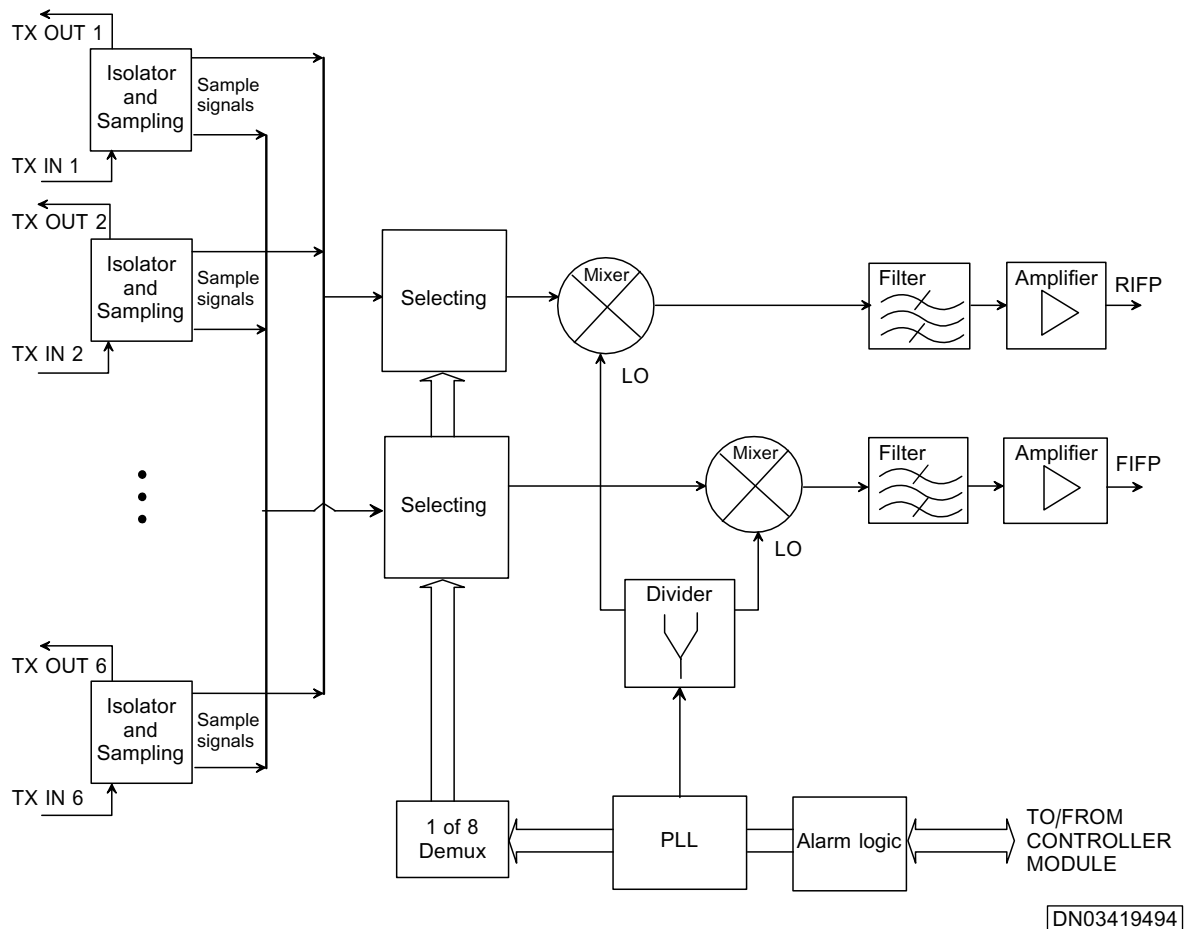 TX OUT 1
Isolator
and
Sampling
Sample
signals
TX IN 1
TX OUT 2
Isolator
and
Sampling
Sample
signals
TX IN 2
Selecting
Mixer
LO
Filter
Amplifier
RIFP
Selecting
Mixer
LO
Filter
Amplifier
FIFP
Divider
TX OUT 6
Isolator
and
Sampling
Sample
signals
TX IN 6
1 of 8
Demux
PLL
Alarm logic
TO/FROM
CONTROLLER
MODULE
DN03419494